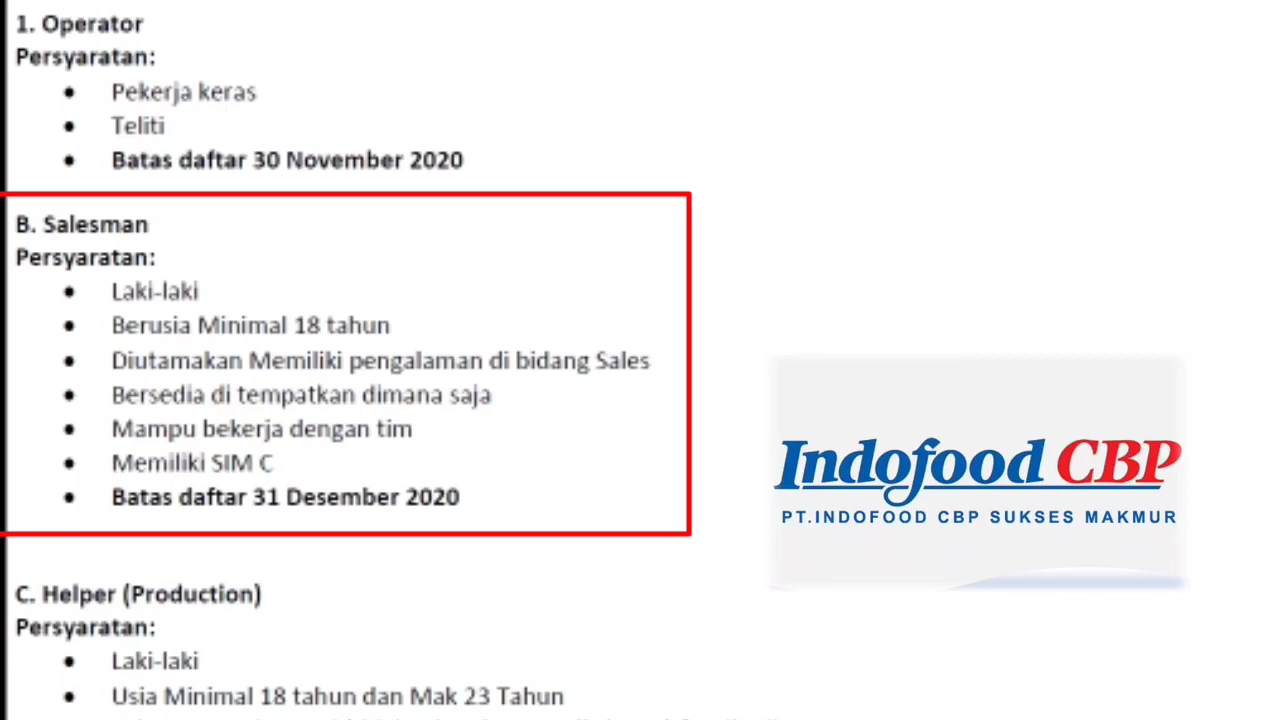 1. Operator
Persyaratan:
• Pekerja keras
• Teliti
• Batas daftar 30 November 2020
B. Salesman
Persyaratan:
• Laki-laki
• Berusia Minimal 18 tahun
• Diutamakan Memiliki pengalaman di bidang Sales
• Bersedia di tempatkan dimana saja
• Mampu bekerja dengan tim
• Memiliki SIM C
• Batas daftar 31 Desember 2020
C. Helper (Production)
Persyaratan:
• Laki-laki
• Usia Minimal 18 tahun dan Mak 23 Tahun
Indofood CBP
PT.INDOFOOD CBP SUKSES MAKMUR